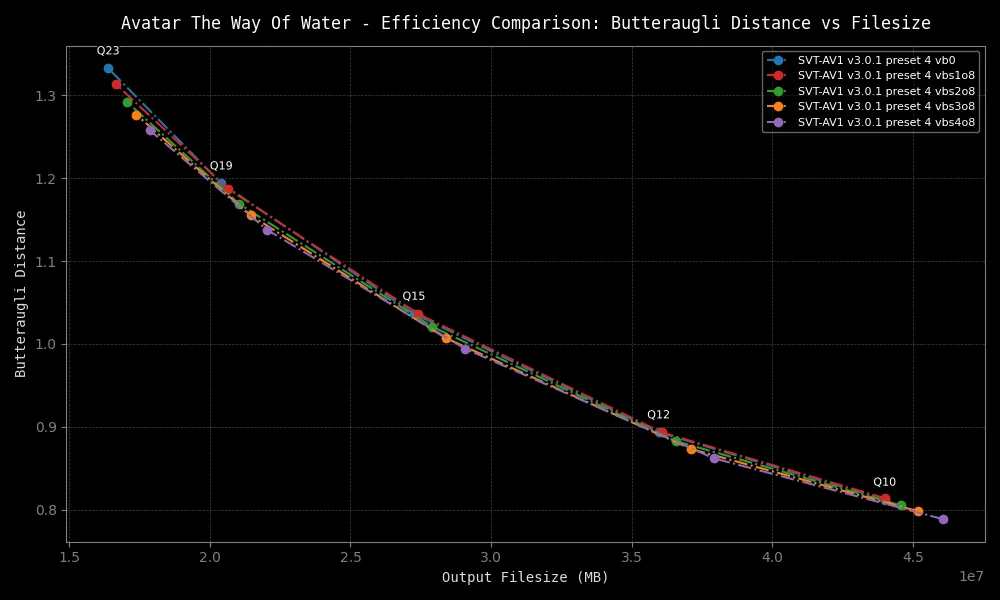 Avatar The Way Of Water - Efficiency Comparison: Butteraugli Distance vs Filesize
SVT-AV1 v3.0.1 preset 4 vb0
SVT-AV1 v3.0.1 preset 4 vbs1o8
SVT-AV1 v3.0.1 preset 4 vbs2o8
SVT-AV1 v3.0.1 preset 4 vbs3o8
SVT-AV1 v3.0.1 preset 4 vbs4o8
Q23
Q19
Q15
Q12
Q10
Butteraugli Distance
1.3
1.2
1.1
1.0
0.9
0.8
1.5 2.0 2.5 3.0 3.5 4.0 4.5
1e7
Output Filesize (MB)